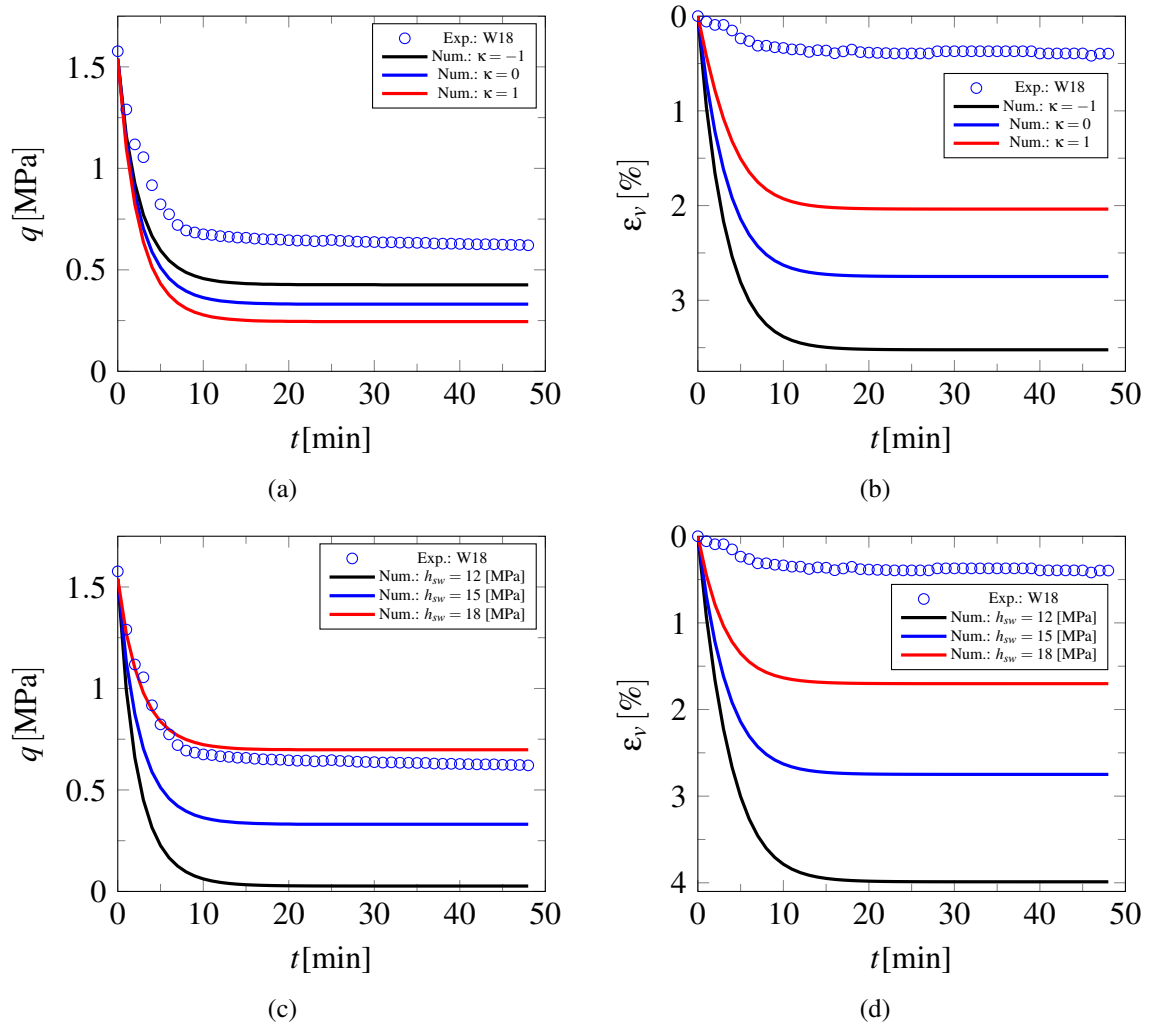 Exp.: W18
Num.: κ = −1
Num.: κ = 0
Num.: κ = 1
q [MPa]
1.5
1
0.5
0
0 10 20 30 40 50
t [min]
(a)
Exp.: W18
Num.: κ = −1
Num.: κ = 0
Num.: κ = 1
εv [%]
0
1
2
3
0 10 20 30 40 50
t [min]
(b)
Exp.: W18
Num.: hsw = 12 [MPa]
Num.: hsw = 15 [MPa]
Num.: hsw = 18 [MPa]
q [MPa]
1.5
1
0.5
0
0 10 20 30 40 50
t [min]
(c)
Exp.: W18
Num.: hsw = 12 [MPa]
Num.: hsw = 15 [MPa]
Num.: hsw = 18 [MPa]
εv [%]
0
1
2
3
4
0 10 20 30 40 50
t [min]
(d)